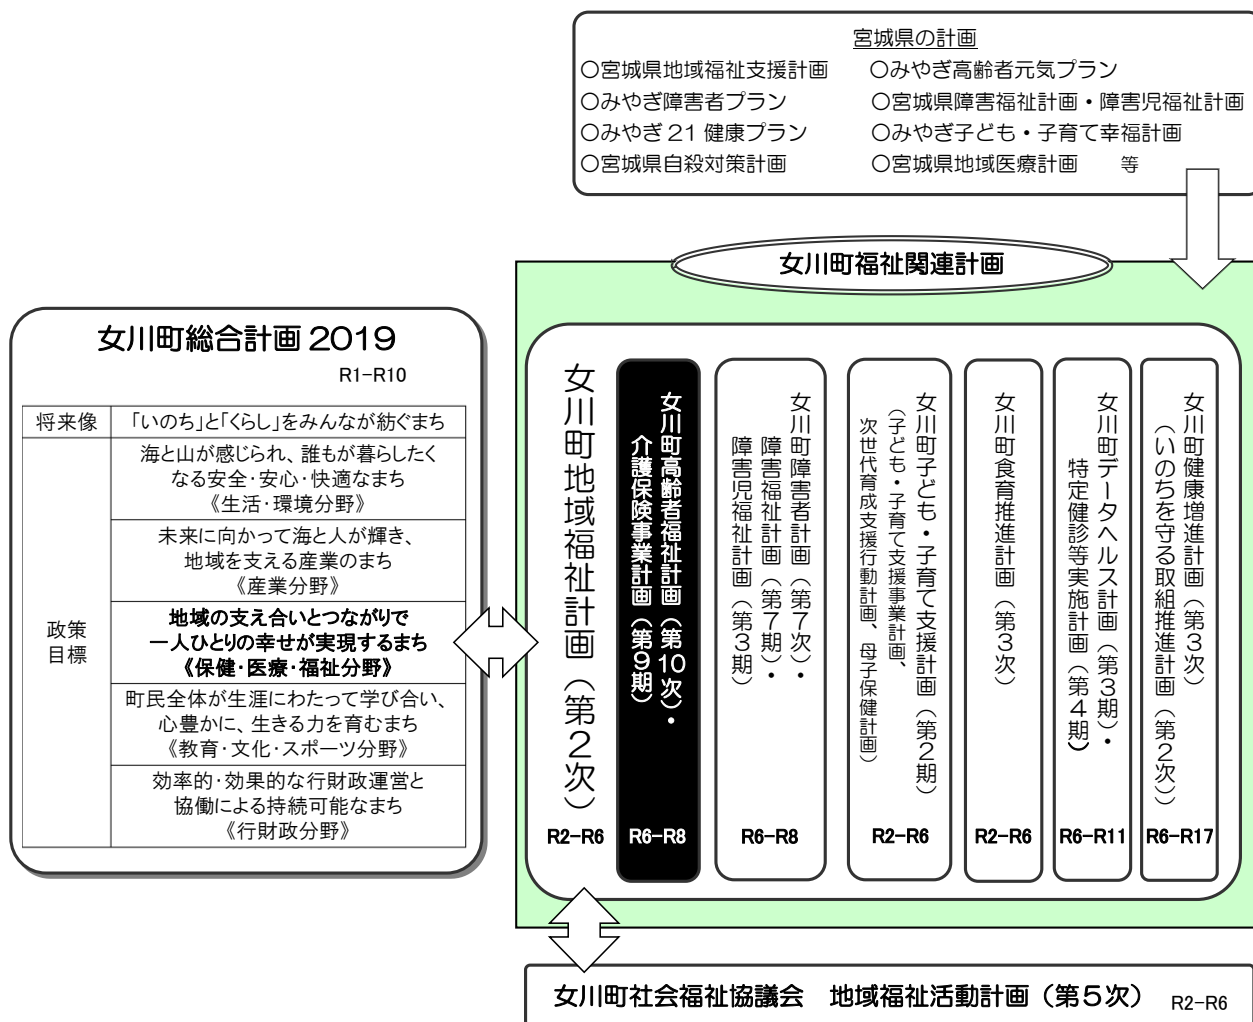 宮城県の計画
○宮城県地域福祉支援計画 ○みやぎ高齢者元気プラン
○みやぎ障害者プラン ○宮城県障害福祉計画・障害児福祉計画
○みやぎ21健康プラン ○みやぎ子ども・子育て幸福計画
○宮城県自殺対策計画 ○宮城県地域医療計画 等
女川町福祉関連計画
女川町総合計画2019
R1-R10
将来像 「いのち」と「くらし」をみんなが紡ぐまち
政策
目標
海と山が感じられ、誰もが暮らしたく
なる安全・安心・快適なまち
《生活・環境分野》
未来に向かって海と人が輝き、
地域を支える産業のまち
《産業分野》
地域の支え合いとつながりで
一人ひとりの幸せが実現するまち
《保健・医療・福祉分野》
町民全体が生涯にわたって学び合い、
心豊かに、生きる力を育むまち
《教育・文化・スポーツ分野》
効率的・効果的な行財政運営と
協働による持続可能なまち
《行財政分野》
女川町地域福祉計画（第2次）
R2-R6
女川町高齢者福祉計画（第10次）・
介護保険事業計画（第9期）
R6-R8
女川町障害者計画（第7次）・
障害福祉計画（第7期）・
障害児福祉計画（第3期）
R6-R8
女川町子ども・子育て支援計画（第2期）
（子ども・子育て支援事業計画、
次世代育成支援行動計画、母子保健計画）
R2-R6
女川町食育推進計画（第3次）
R2-R6
女川町データヘルス計画（第3期）・
特定健診等実施計画（第4期）
R6-R11
女川町健康増進計画（第3次）
（いのちを守る取組推進計画（第2次））
R6-R17
女川町社会福祉協議会 地域福祉活動計画（第5次） R2-R6